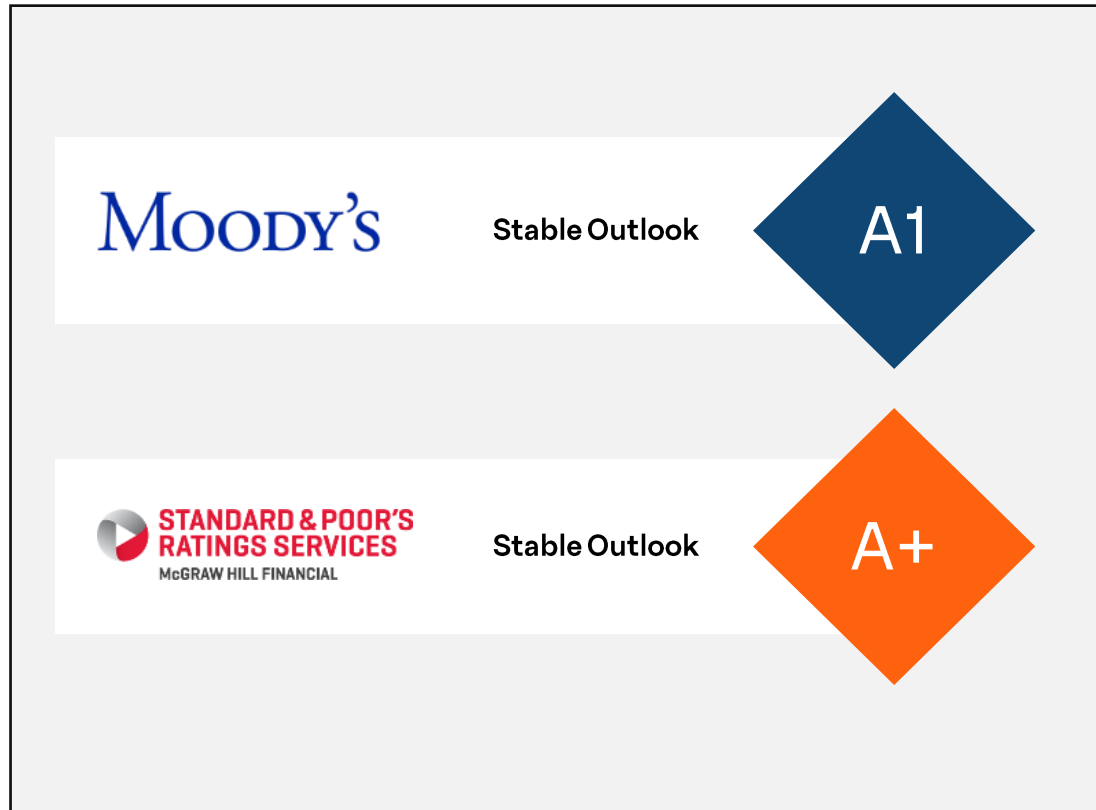 Moody's
Stable Outlook
A1
STANDARD & POOR'S
RATINGS SERVICES
McGRAW HILL FINANCIAL
Stable Outlook
A+